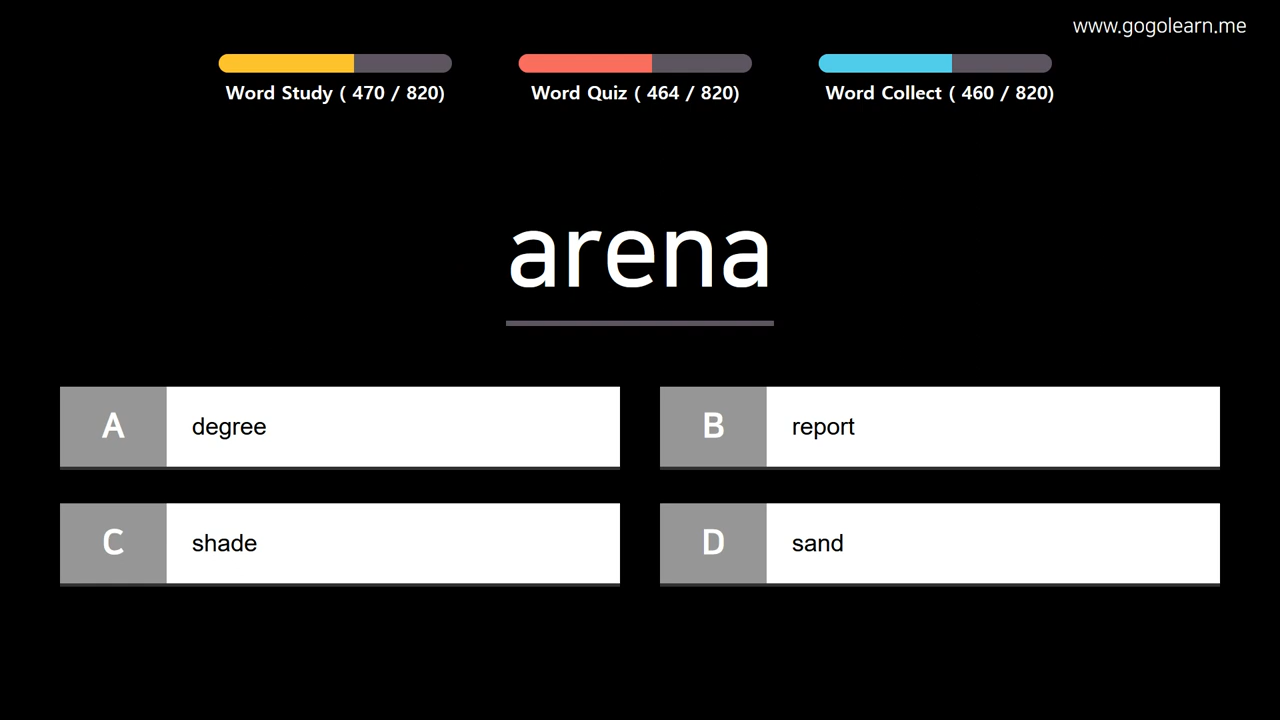 www.gogolearn.me
Word Study ( 470 / 820)
Word Quiz ( 464 / 820)
Word Collect ( 460 / 820)
arena
A
degree
B
report
C
shade
D
sand